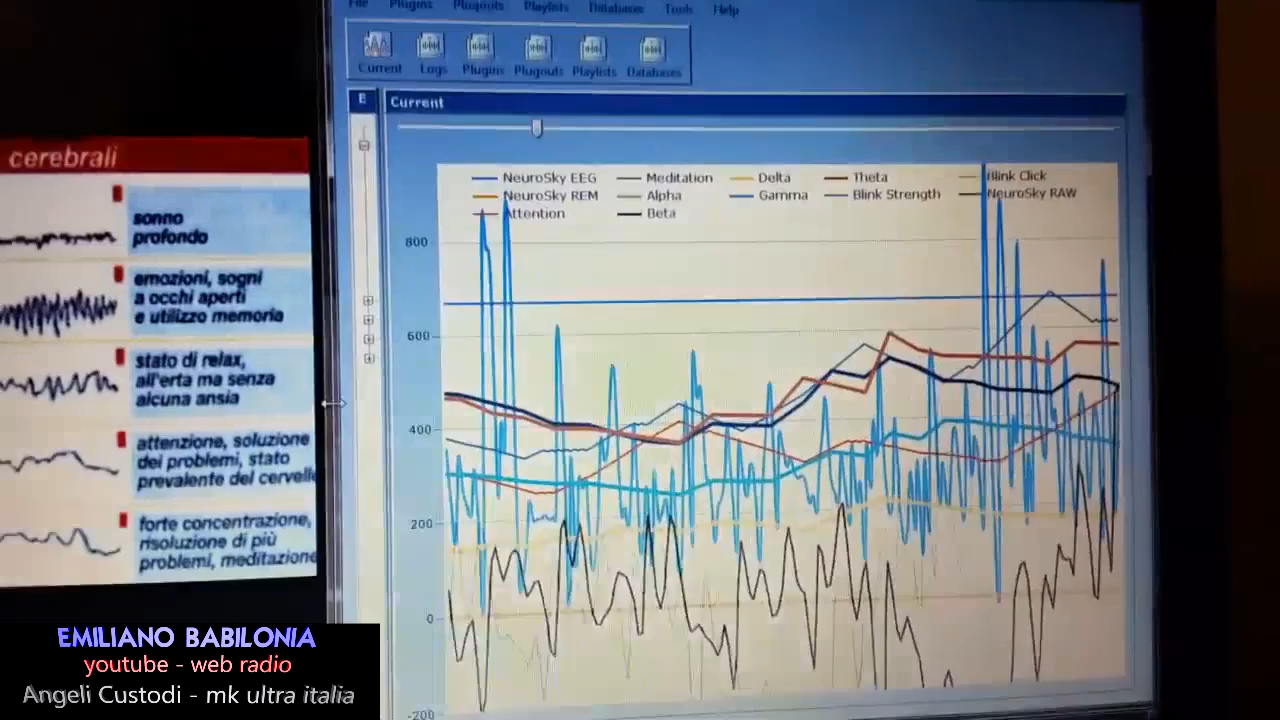 File Plugins Plugouts Playlists Databases Tools Help
Current Logs Plugins Plugouts Playlists Databases
E
Current
NeuroSky EEG Meditation Delta Theta Blink Click
NeuroSky REM Alpha Gamma Blink Strength NeuroSky RAW
Attention Beta
800
600
400
200
0
-200
cerebrali
sonno
profondo
emozioni, sogni
a occhi aperti
e utilizzo memoria
stato di relax,
all'erta ma senza
alcuna ansia
attenzione, soluzione
dei problemi, stato
prevalente del cervello
forte concentrazione,
risoluzione di più
problemi, meditazione
EMILIANO BABILONIA
youtube - web radio
Angeli Custodi - mk ultra italia